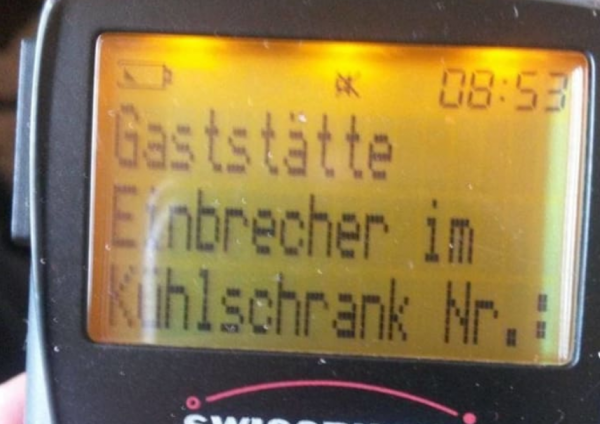 08:53
Gaststätte
Einbrecher im
Kühlschrank Nr.: